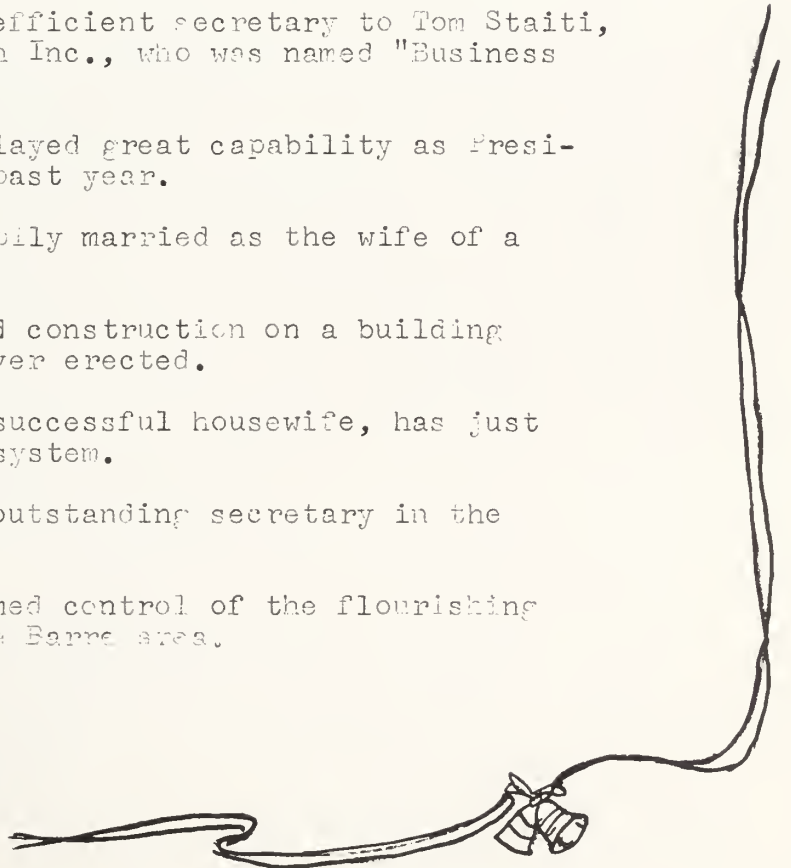 efficient secretary to Tom Staiti,
n Inc., who was named "Business
layed great capability as Presi-
past year.
pily married as the wife of a
d construction on a building
ver erected.
successful housewife, has just
system.
outstanding secretary in the
med control of the flourishing
e Barre area.